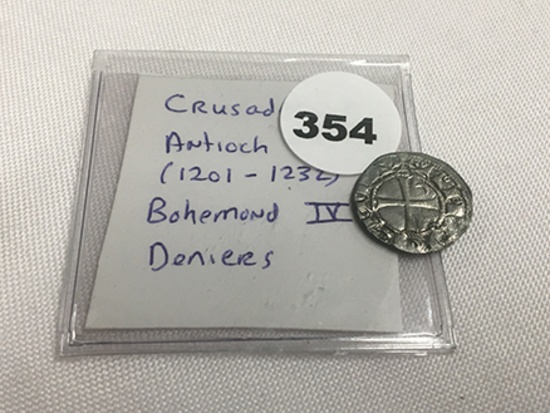 Crusad
354
Antioch
(1201 - 1232)
Bohemond IV
Deniers